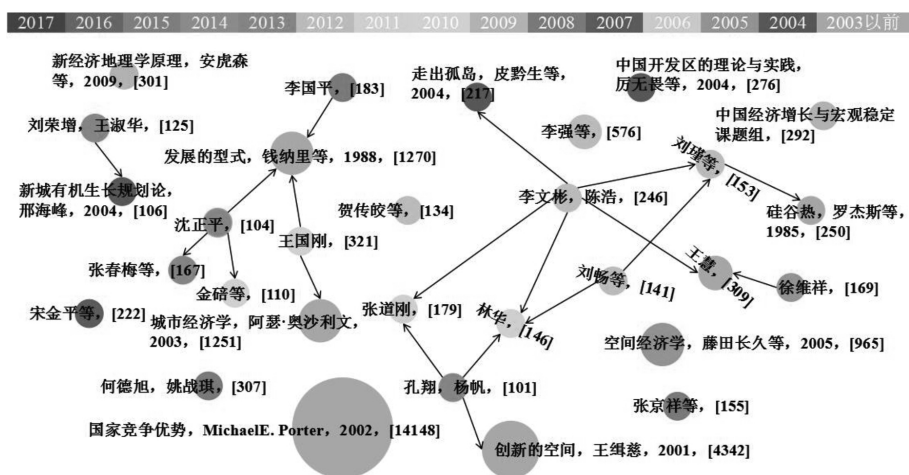 2017 2016 2015 2014 2013 2012 2011 2010 2009 2008 2007 2006 2005 2004 2003以前
新经济地理学原理，安虎森
等，2009，[301]
李国平，[183]
走出孤岛，皮黔生等，
2004，[217]
中国开发区的理论与实践，
厉无畏等，2004，[276]
刘荣增，王淑华，[125]
发展的型式，钱纳里等，1988，[1270]
李强等，[576]
中国经济增长与宏观稳定
课题组，[292]
刘瑾等，[153]
新城有机生长规划论，
邢海峰，2004，[106]
沈正平，[104]
贺传皎等，[134]
李文彬，陈浩，[246]
硅谷热，罗杰斯等，
1985，[250]
王国刚，[321]
张春梅等，[167]
金碚等，[110]
刘畅等，[141]
王慧，[309]
徐维祥，[169]
宋金平等，[222]
城市经济学，阿瑟·奥沙利文，
2003，[1251]
张道刚，[179]
林华，[146]
空间经济学，藤田长久等，2005，[965]
何德旭，姚战琪，[307]
孔翔，杨帆，[101]
张京祥等，[155]
国家竞争优势，MichaelE. Porter，2002，[14148]
创新的空间，王缉慈，2001，[4342]